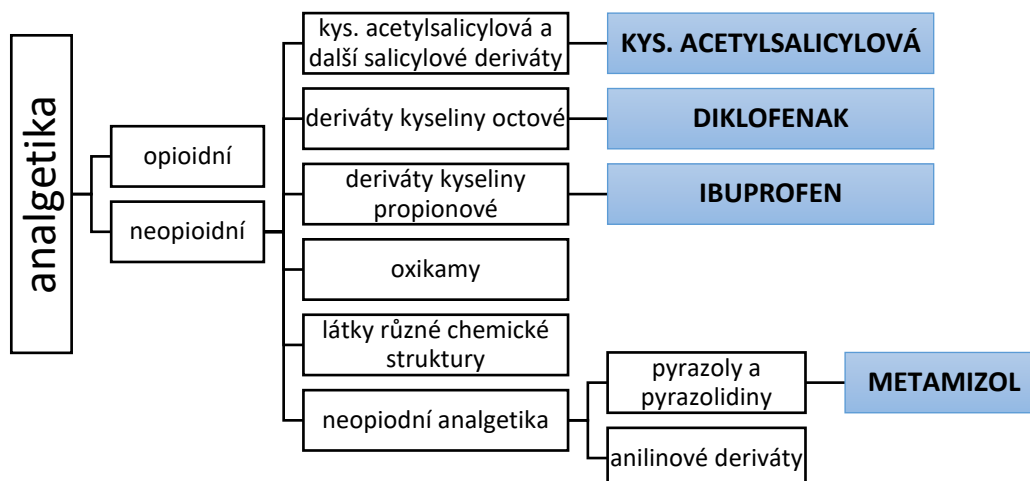 analgetika
opioidní
neopioidní
kys. acetylsalicylová a
další salicylové deriváty
KYS. ACETYLSALICYLOVÁ
deriváty kyseliny octové
DIKLOFENAK
deriváty kyseliny
propionové
IBUPROFEN
oxikamy
látky různé chemické
struktury
neopiodní analgetika
pyrazoly a
pyrazolidiny
METAMIZOL
anilinové deriváty